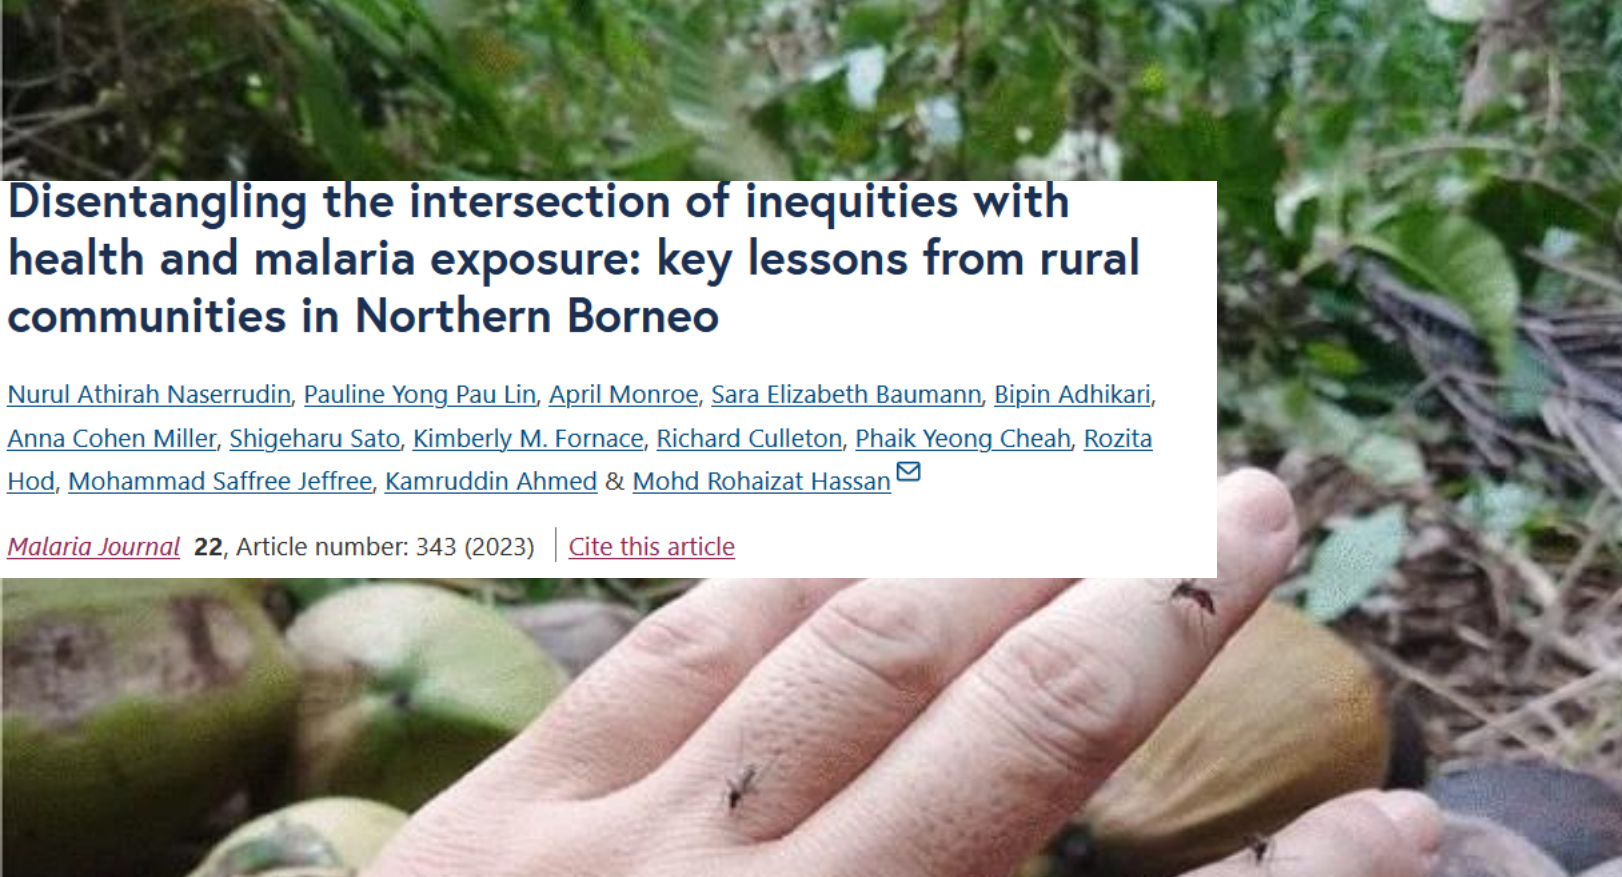 Disentangling the intersection of inequities with
health and malaria exposure: key lessons from rural
communities in Northern Borneo
Nurul Athirah Naserrudin, Pauline Yong Pau Lin, April Monroe, Sara Elizabeth Baumann, Bipin Adhikari,
Anna Cohen Miller, Shigeharu Sato, Kimberly M. Fornace, Richard Culleton, Phaik Yeong Cheah, Rozita
Hod, Mohammad Saffree Jeffree, Kamruddin Ahmed & Mohd Rohaizat Hassan
Malaria Journal 22, Article number: 343 (2023) | Cite this article